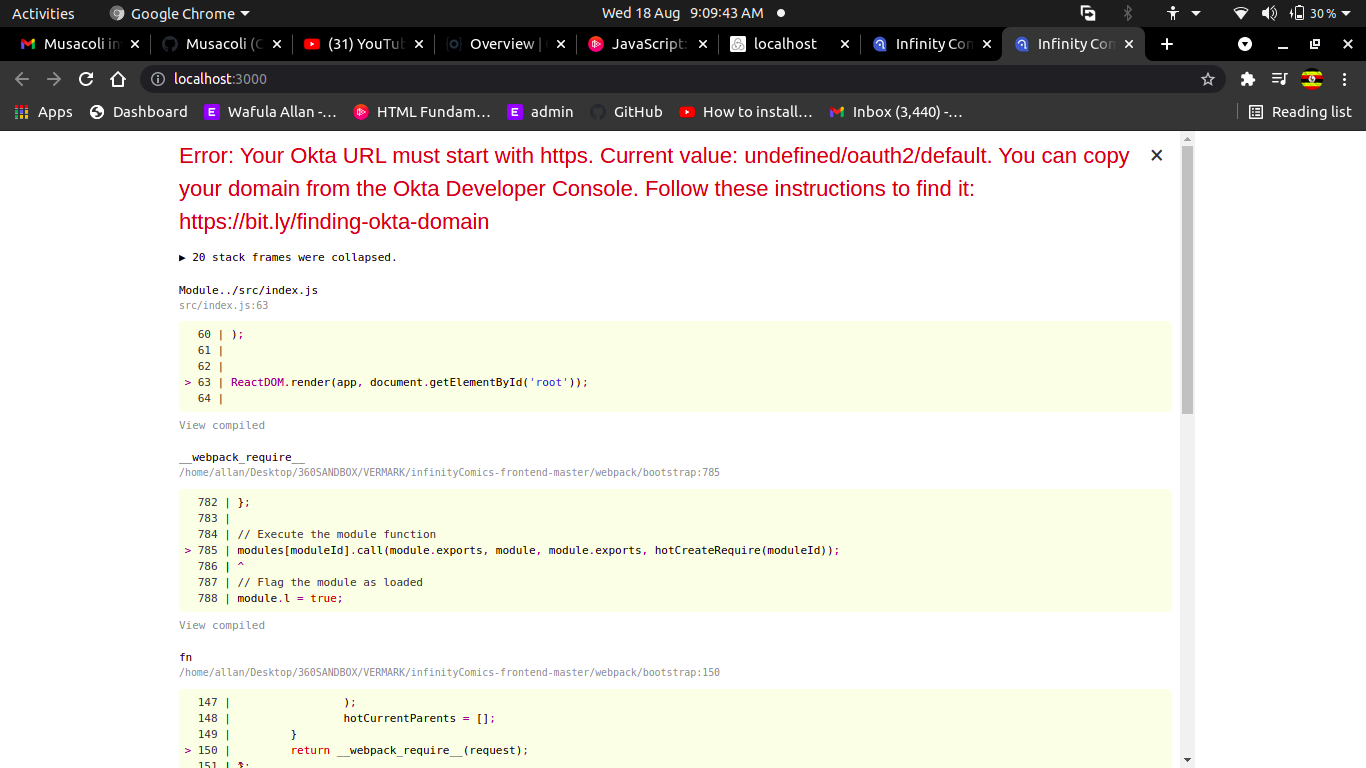 Activities
Google Chrome
Wed 18 Aug 9:09:43 AM
30 %
Musacoli in
Musacoli (C
(31) YouTub
Overview |
JavaScript:
localhost
Infinity Con
Infinity Con
localhost:3000
Apps
Dashboard
Wafula Allan -...
HTML Fundam...
admin
GitHub
How to install...
Inbox (3,440) -...
Reading list
Error: Your Okta URL must start with https. Current value: undefined/oauth2/default. You can copy
your domain from the Okta Developer Console. Follow these instructions to find it:
https://bit.ly/finding-okta-domain
▶ 20 stack frames were collapsed.
Module../src/index.js
src/index.js:63
60 | );
61 |
62 |
> 63 | ReactDOM.render(app, document.getElementById('root'));
64 |
View compiled
__webpack_require__
/home/allan/Desktop/360SANDBOX/VERMARK/infinityComics-frontend-master/webpack/bootstrap:785
782 | };
783 |
784 | // Execute the module function
> 785 | modules[moduleId].call(module.exports, module, module.exports, hotCreateRequire(moduleId));
786 | ^
787 | // Flag the module as loaded
788 | module.l = true;
View compiled
fn
/home/allan/Desktop/360SANDBOX/VERMARK/infinityComics-frontend-master/webpack/bootstrap:150
147 | );
148 | hotCurrentParents = [];
149 | }
> 150 | return __webpack_require__(request);
151 | };